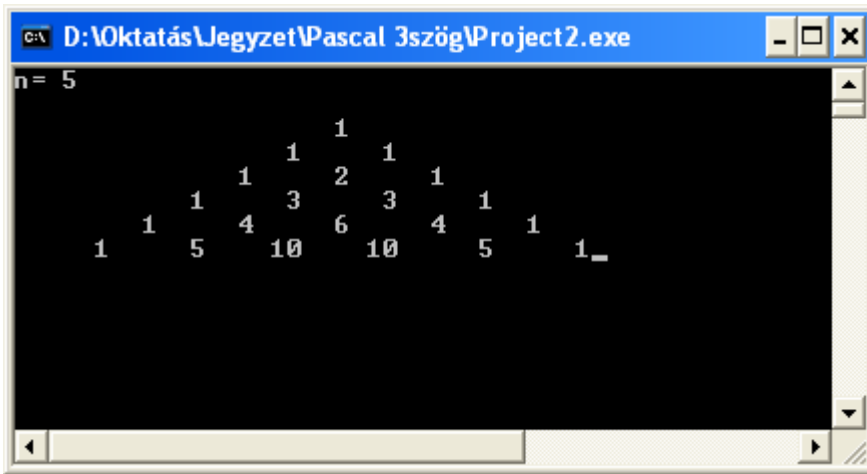 D:\Oktatás\Jegyzet\Pascal 3szög\Project2.exe
n= 5
1
1 1
1 2 1
1 3 3 1
1 4 6 4 1
1 5 10 10 5 1